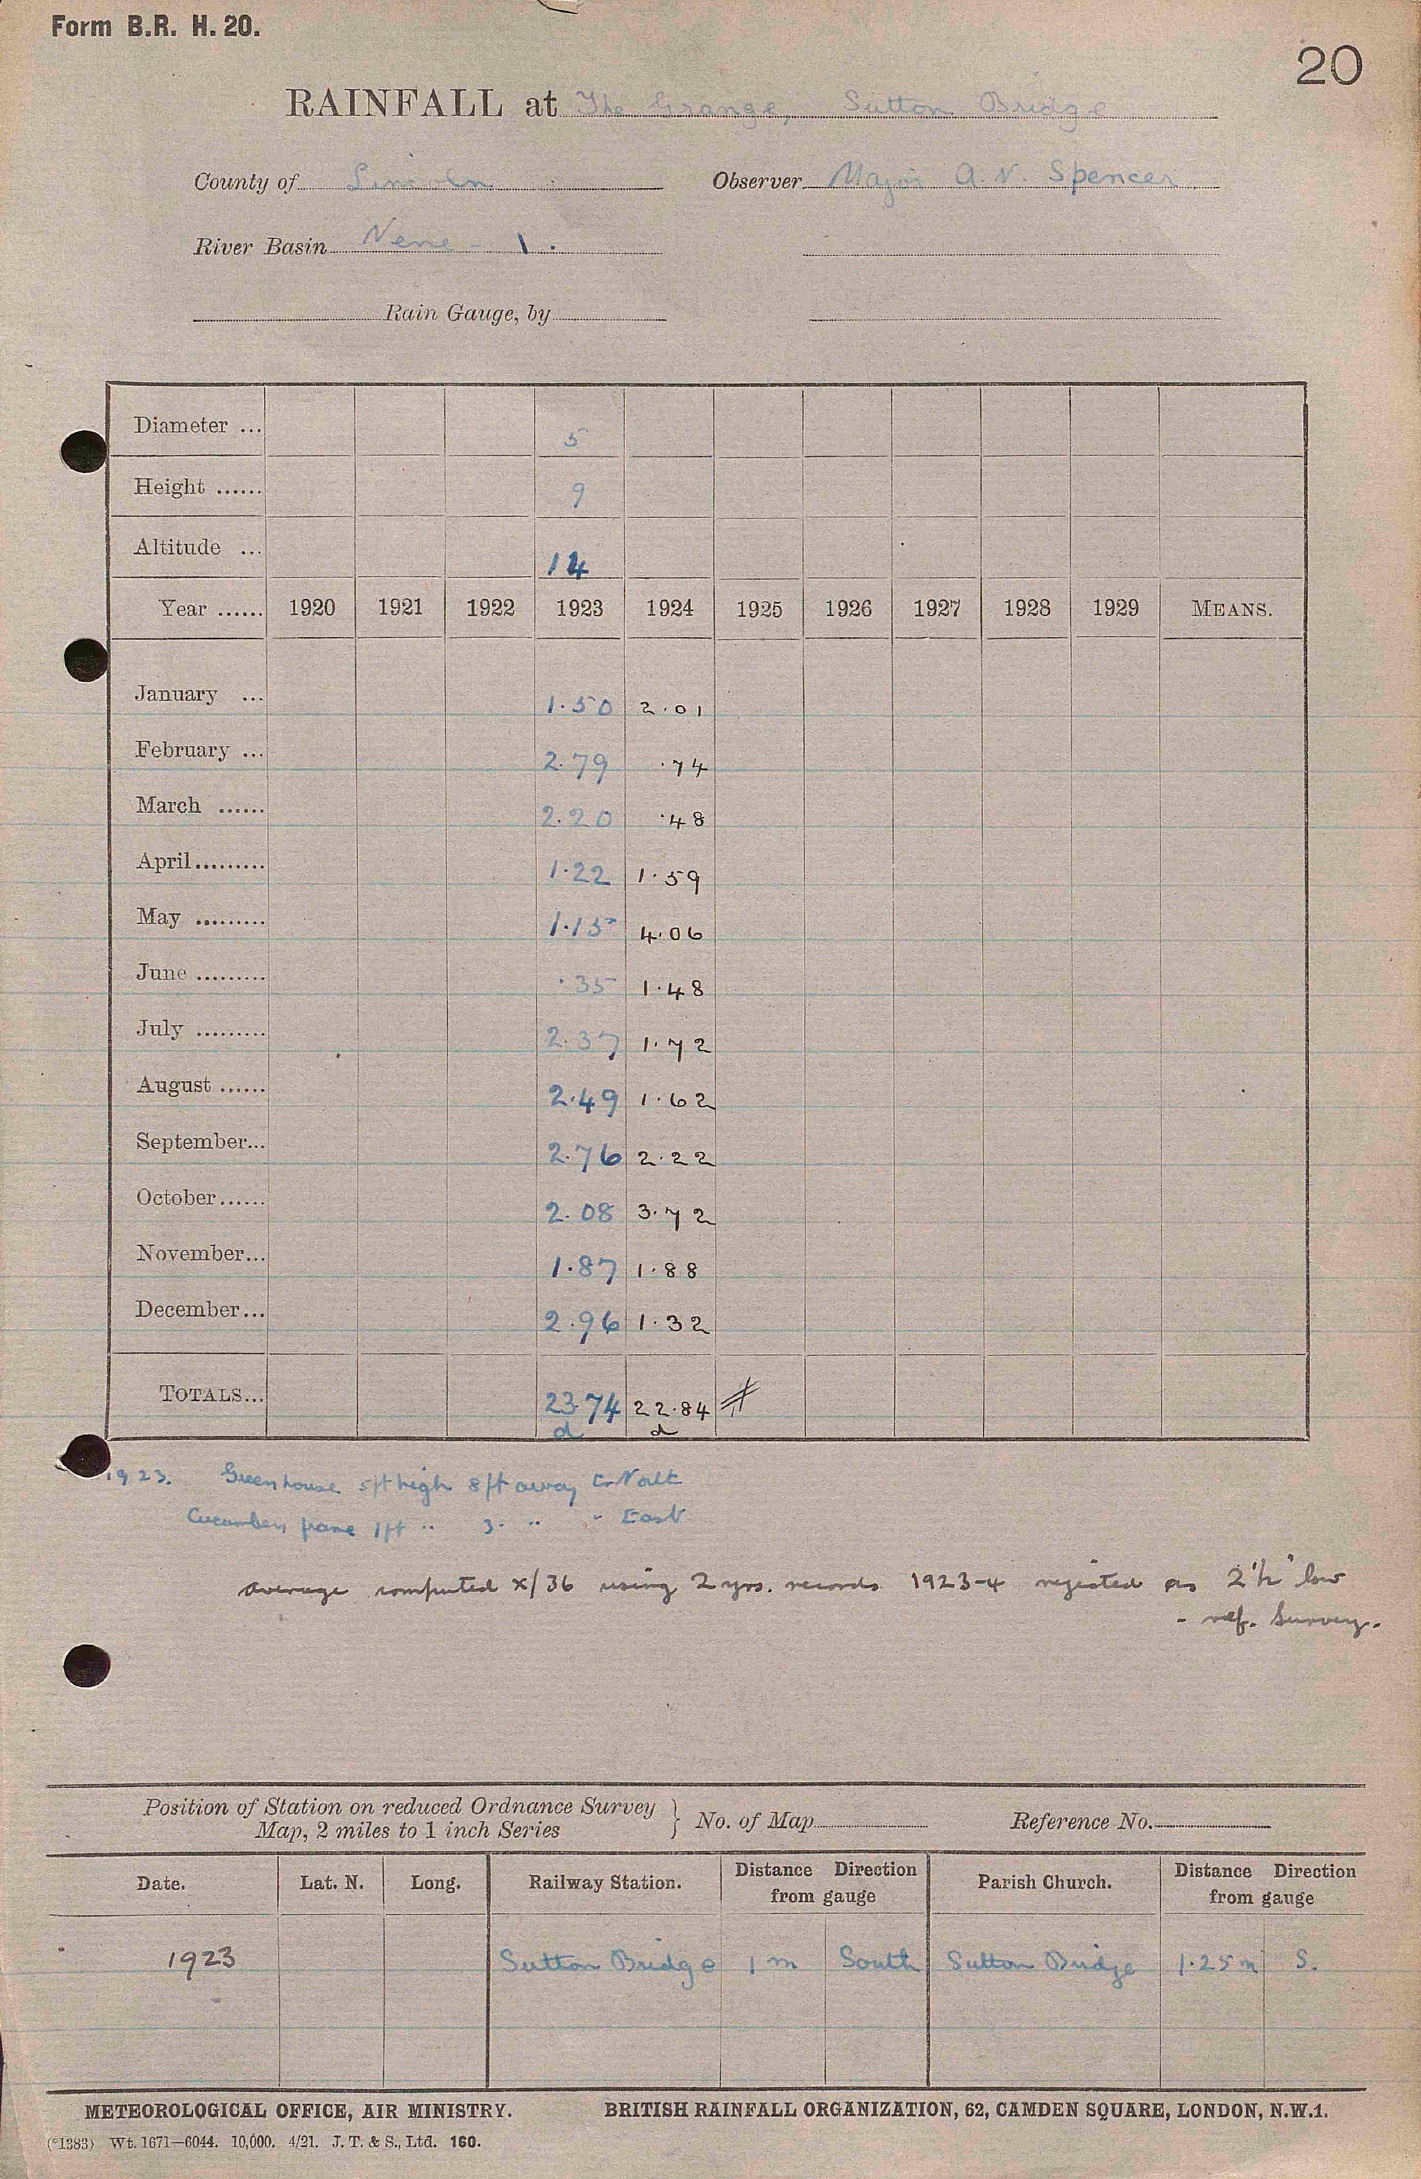 Form B.R. H. 20.
20
RAINFALL at The Grange, Sutton Bridge
County of Lincoln Observer Major A. V. Spencer
River Basin Nene - 1.
Rain Gauge, by
Diameter ... 5
Height ...... 9
Altitude ... 14
Year ...... 1920 1921 1922 1923 1924 1925 1926 1927 1928 1929 MEANS.
January ... 1.50 2.01
February ... 2.79 .74
March ...... 2.20 .48
April......... 1.22 1.59
May ......... 1.15 4.06
June ......... .35 1.48
July ......... 2.37 1.72
August ...... 2.49 1.62
September... 2.76 2.22
October...... 2.08 3.72
November... 1.87 1.88
December... 2.96 1.32
TOTALS... 23.74 22.84
d d
1923. Greenhouse 5ft high 8ft away to North
Cucumber frame 1ft " 3 " " East
average computed x/36 using 2 yrs. records 1923-4 rejected as 2"h" low
- ref. Survey.
Position of Station on reduced Ordnance Survey
Map, 2 miles to 1 inch Series } No. of Map Reference No.
Date. Lat. N. Long. Railway Station. Distance Direction from gauge Parish Church. Distance Direction from gauge
1923 Sutton Bridge 1 m South Sutton Bridge 1.25 m S.
METEOROLOGICAL OFFICE, AIR MINISTRY. BRITISH RAINFALL ORGANIZATION, 62, CAMDEN SQUARE, LONDON, N.W.1.
(*1383) Wt. 1671—6044. 10,000. 4/21. J. T. & S., Ltd. 160.